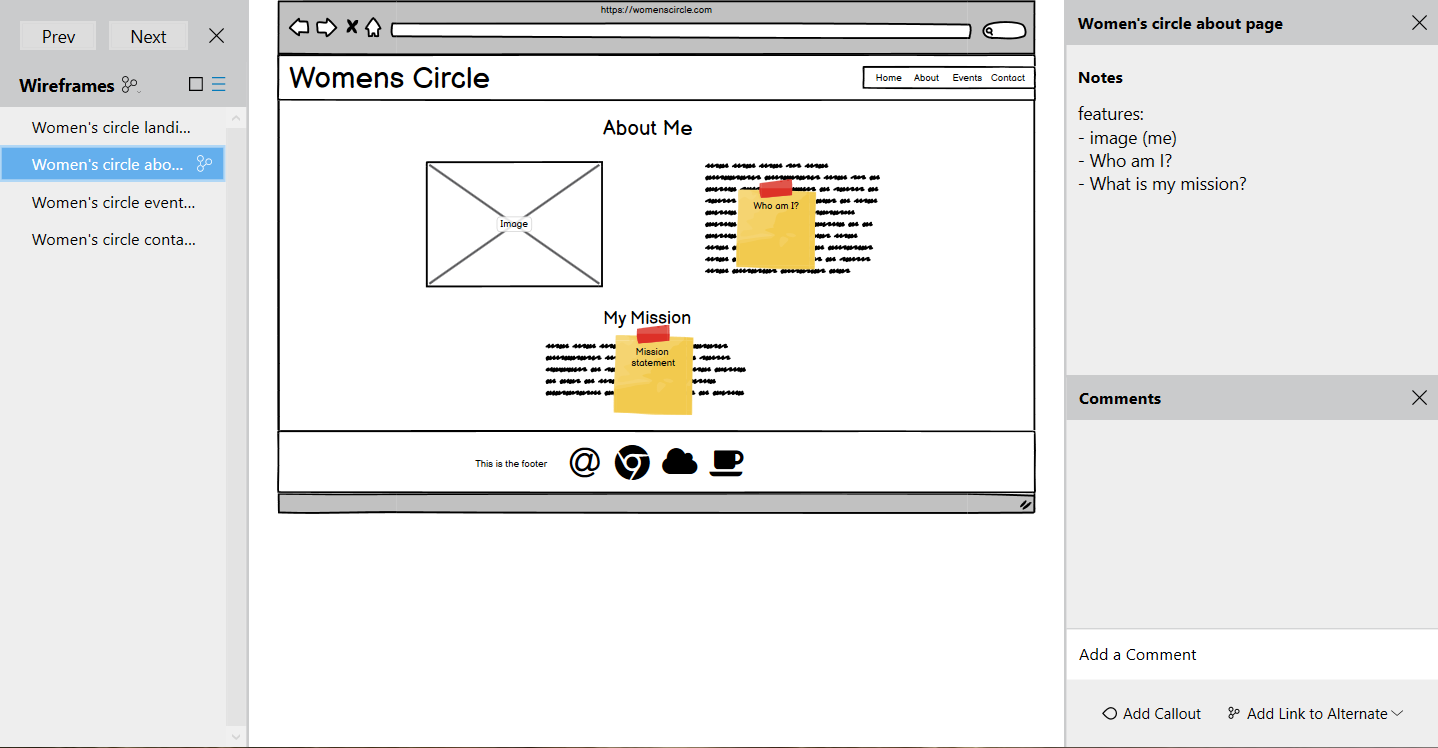 Prev Next
Wireframes
Women's circle landi...
Women's circle abo...
Women's circle event...
Women's circle conta...
https://womenscircle.com
Womens Circle
Home About Events Contact
About Me
Image
Who am I?
My Mission
Mission
statement
This is the footer
Women's circle about page
Notes
features:
- image (me)
- Who am I?
- What is my mission?
Comments
Add a Comment
Add Callout Add Link to Alternate